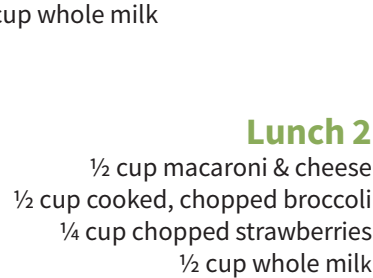 cup whole milk
Lunch 2
½ cup macaroni & cheese
½ cup cooked, chopped broccoli
¼ cup chopped strawberries
½ cup whole milk